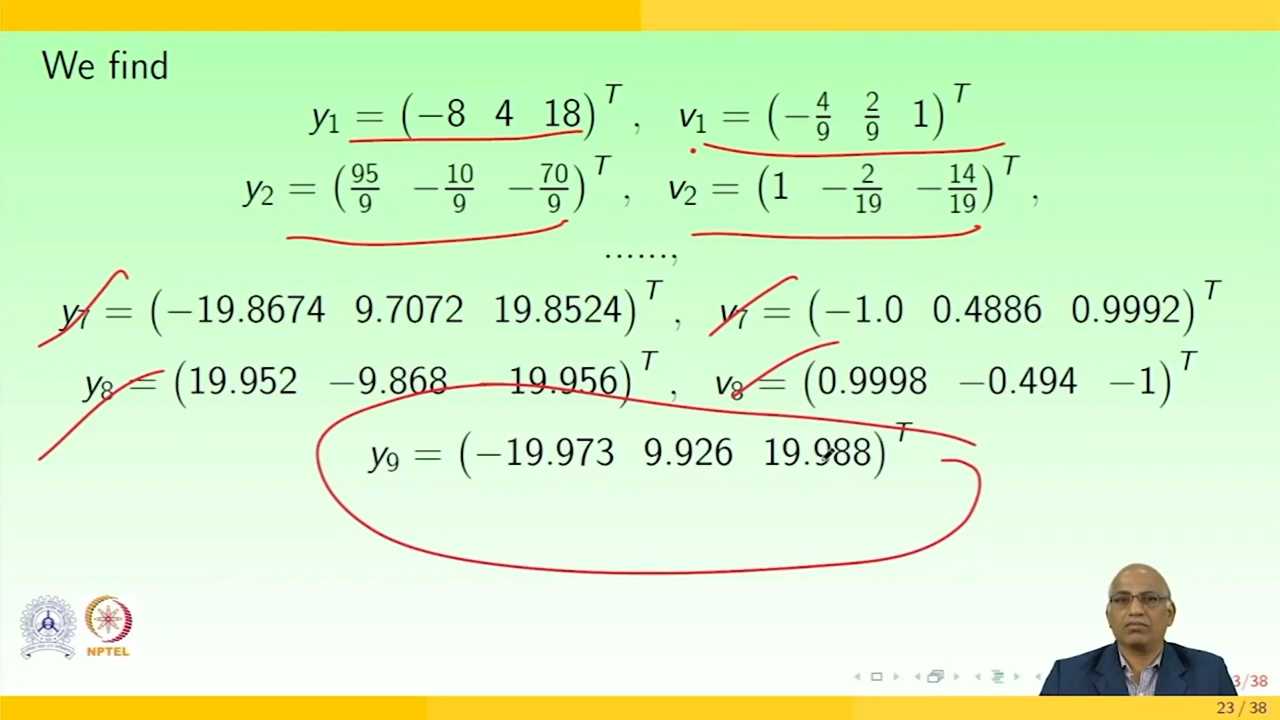 We find
y₁ = (−8 4 18)ᵀ, v₁ = (−4/9 2/9 1)ᵀ
y₂ = (95/9 −10/9 −70/9)ᵀ, v₂ = (1 −2/19 −14/19)ᵀ,
......,
y₇ = (−19.8674 9.7072 19.8524)ᵀ, v₇ = (−1.0 0.4886 0.9992)ᵀ
y₈ = (19.952 −9.868 −19.956)ᵀ, v₈ = (0.9998 −0.494 −1)ᵀ
y₉ = (−19.973 9.926 19.988)ᵀ
NPTEL
3/38
23 / 38